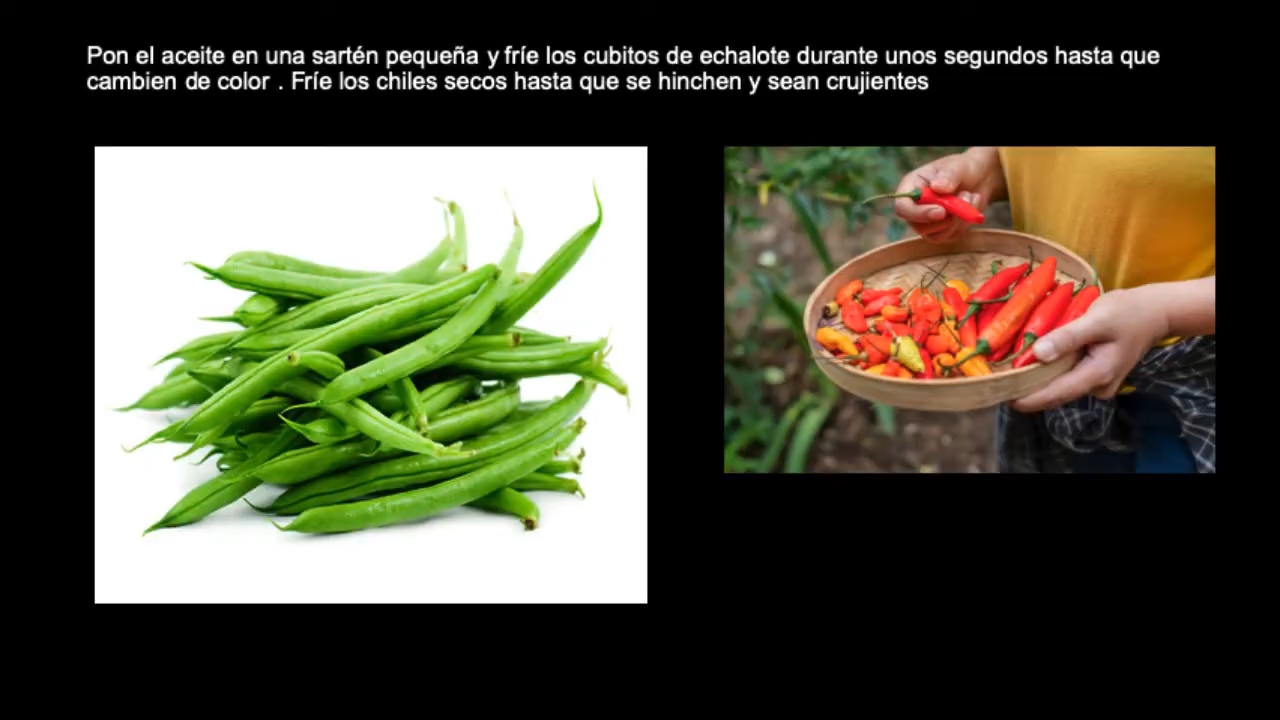 Pon el aceite en una sartén pequeña y fríe los cubitos de echalote durante unos segundos hasta que
cambien de color . Fríe los chiles secos hasta que se hinchen y sean crujientes